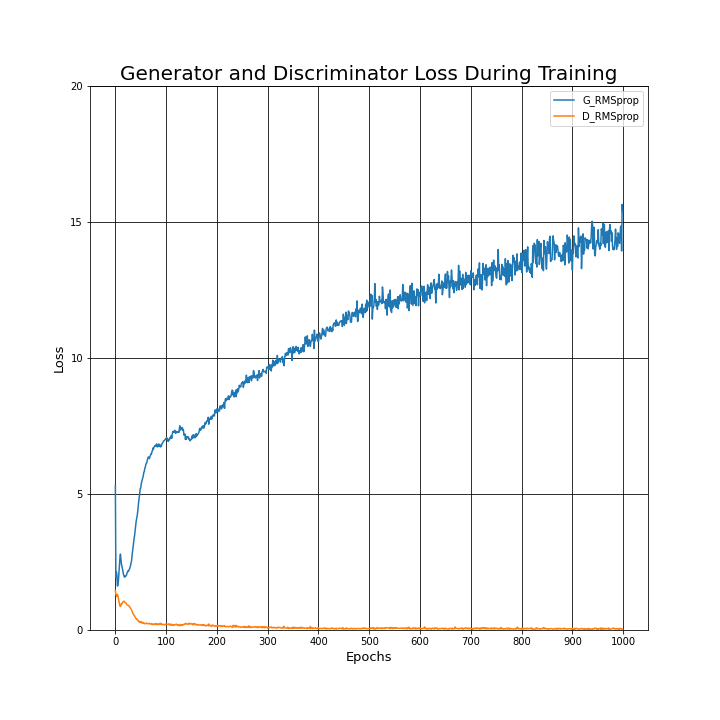 Generator and Discriminator Loss During Training
G_RMSprop
D_RMSprop
20
15
10
5
0
Loss
0 100 200 300 400 500 600 700 800 900 1000
Epochs